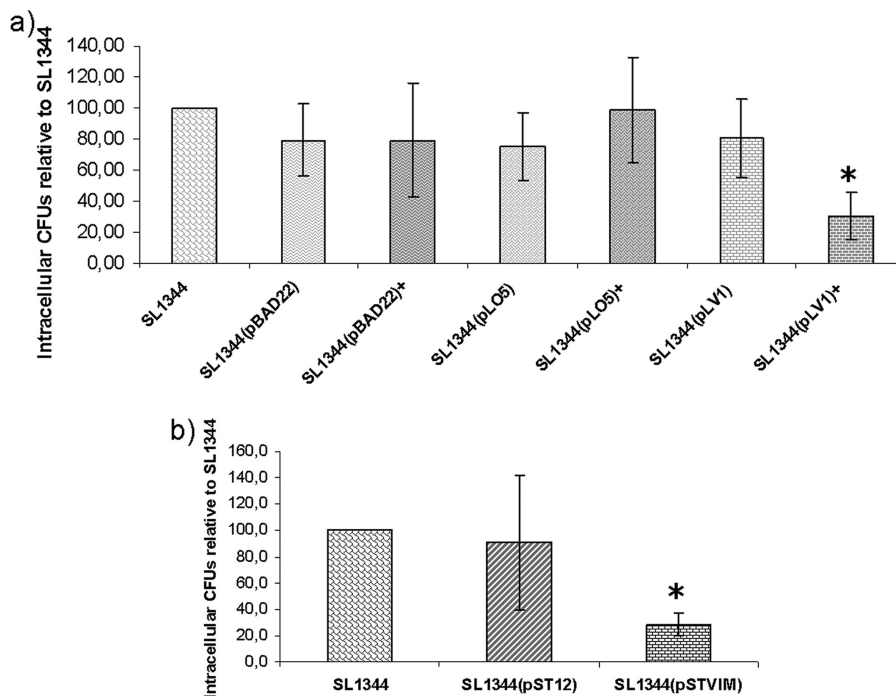 a)
Intracellular CFUs relative to SL1344
140,00
120,00
100,00
80,00
60,00
40,00
20,00
0,00
*
SL1344
SL1344(pBAD22)
SL1344(pBAD22)+
SL1344(pLO5)
SL1344(pLO5)+
SL1344(pLV1)
SL1344(pLV1)+
b)
Intracellular CFUs relative to SL1344
160,0
140,0
120,0
100,0
80,0
60,0
40,0
20,0
0,0
*
SL1344
SL1344(pST12)
SL1344(pSTVIM)